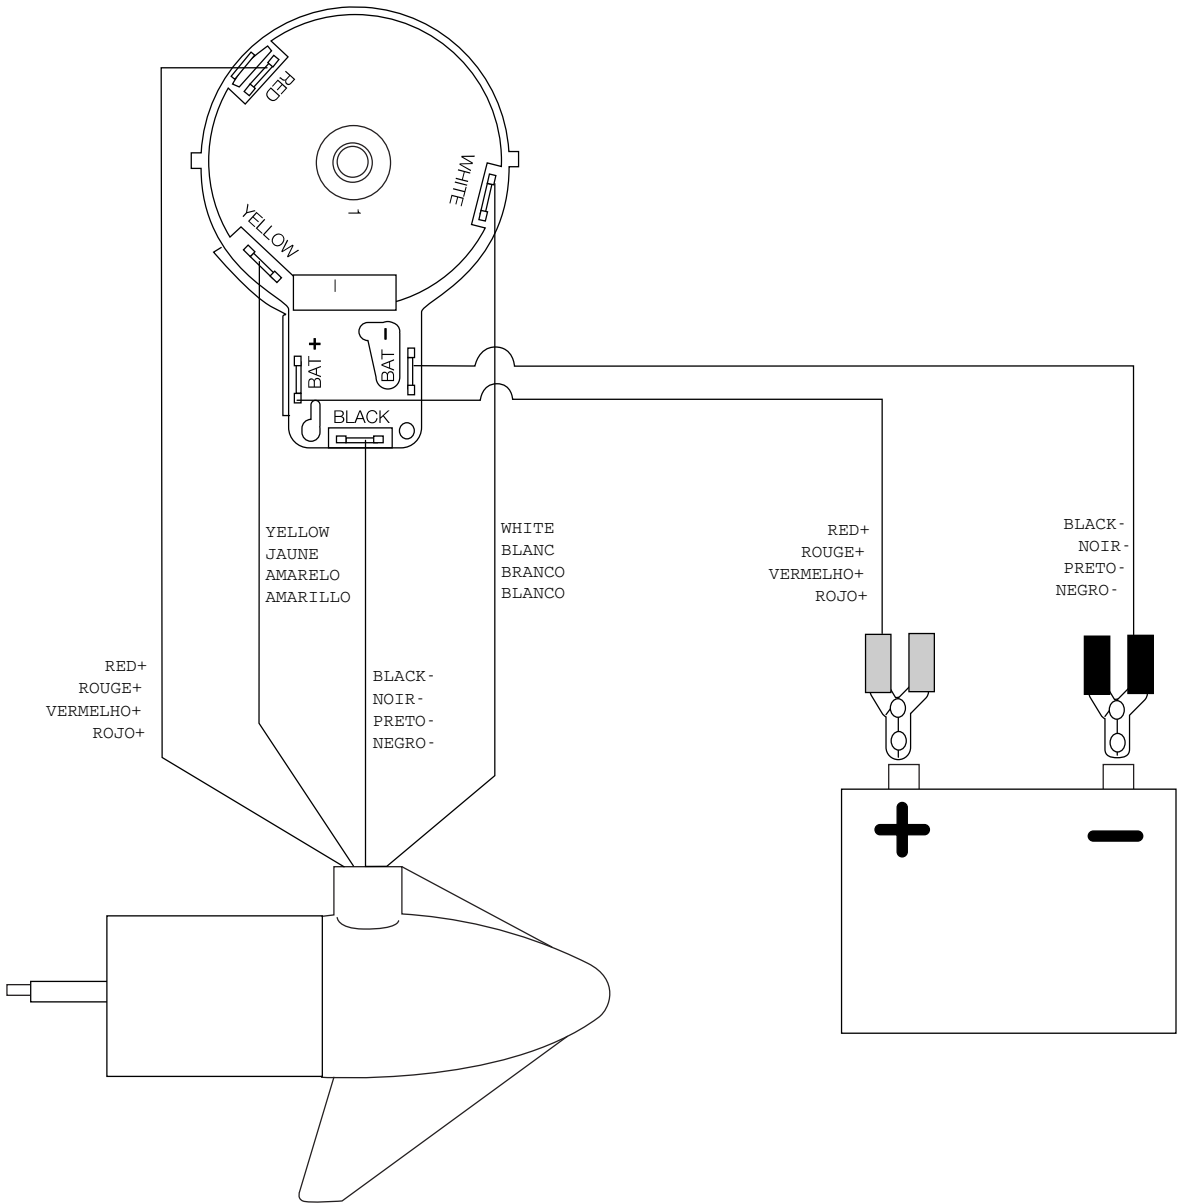 RED
WHITE
1
YELLOW
BAT +
BAT -
BLACK
YELLOW
JAUNE
AMARELO
AMARILLO
WHITE
BLANC
BRANCO
BLANCO
RED+
ROUGE+
VERMELHO+
ROJO+
BLACK-
NOIR-
PRETO-
NEGRO-
RED+
ROUGE+
VERMELHO+
ROJO+
BLACK-
NOIR-
PRETO-
NEGRO-
+
-